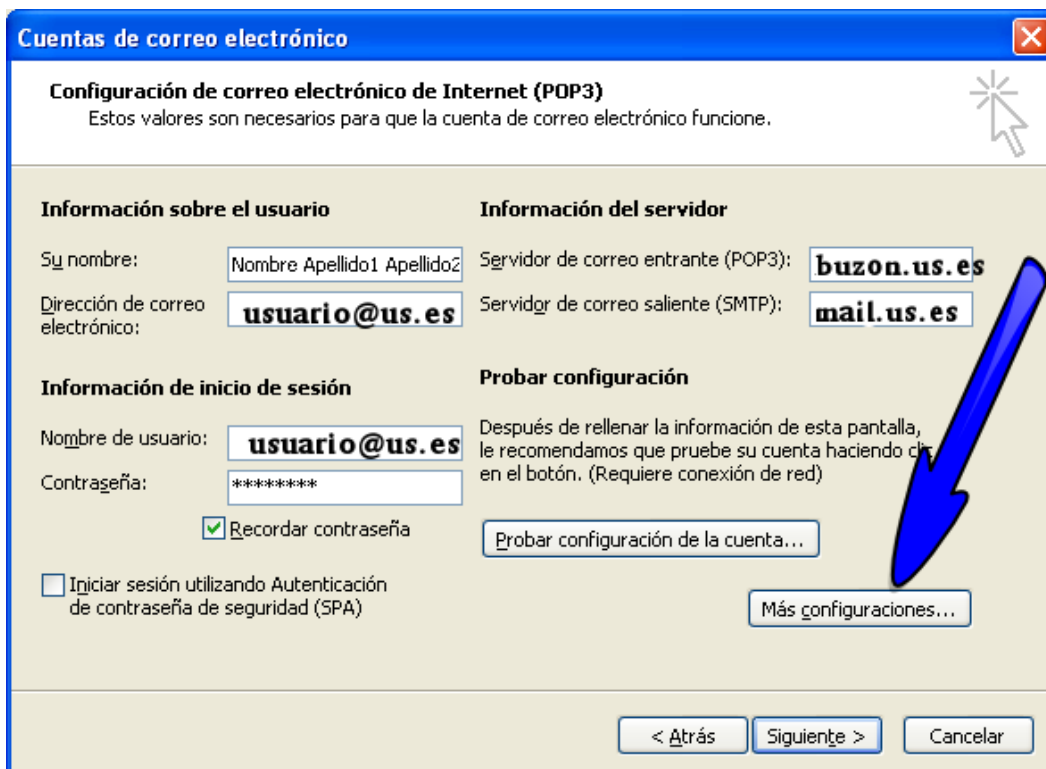 Cuentas de correo electrónico
Configuración de correo electrónico de Internet (POP3)
Estos valores son necesarios para que la cuenta de correo electrónico funcione.
Información sobre el usuario
Su nombre:
Nombre Apellido1 Apellido2
Dirección de correo
electrónico:
usuario@us.es
Información de inicio de sesión
Nombre de usuario:
usuario@us.es
Contraseña:
********
Recordar contraseña
Iniciar sesión utilizando Autenticación
de contraseña de seguridad (SPA)
Información del servidor
Servidor de correo entrante (POP3):
buzon.us.es
Servidor de correo saliente (SMTP):
mail.us.es
Probar configuración
Después de rellenar la información de esta pantalla,
le recomendamos que pruebe su cuenta haciendo clic
en el botón. (Requiere conexión de red)
Probar configuración de la cuenta...
Más configuraciones...
< Atrás
Siguiente >
Cancelar